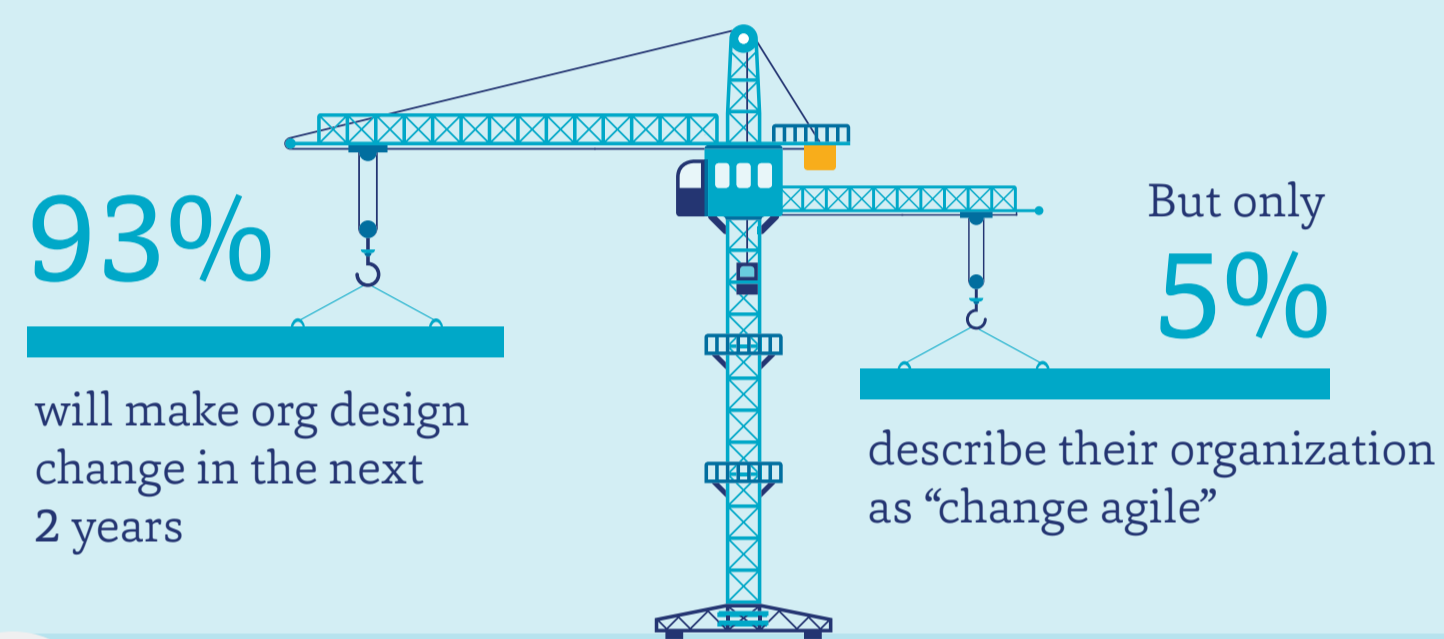 93%
will make org design
change in the next
2 years
But only
5%
describe their organization
as “change agile”